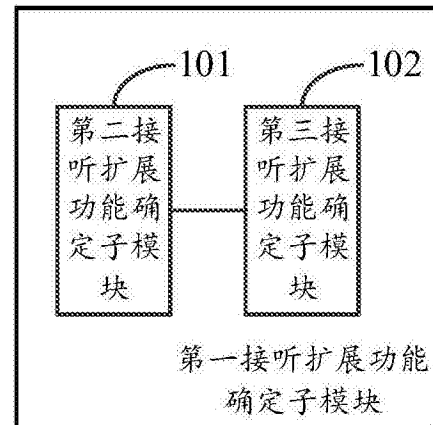 101
102
第二接
听扩展
功能确
定子模
块
第三接
听扩展
功能确
定子模
块
第一接听扩展功能
确定子模块